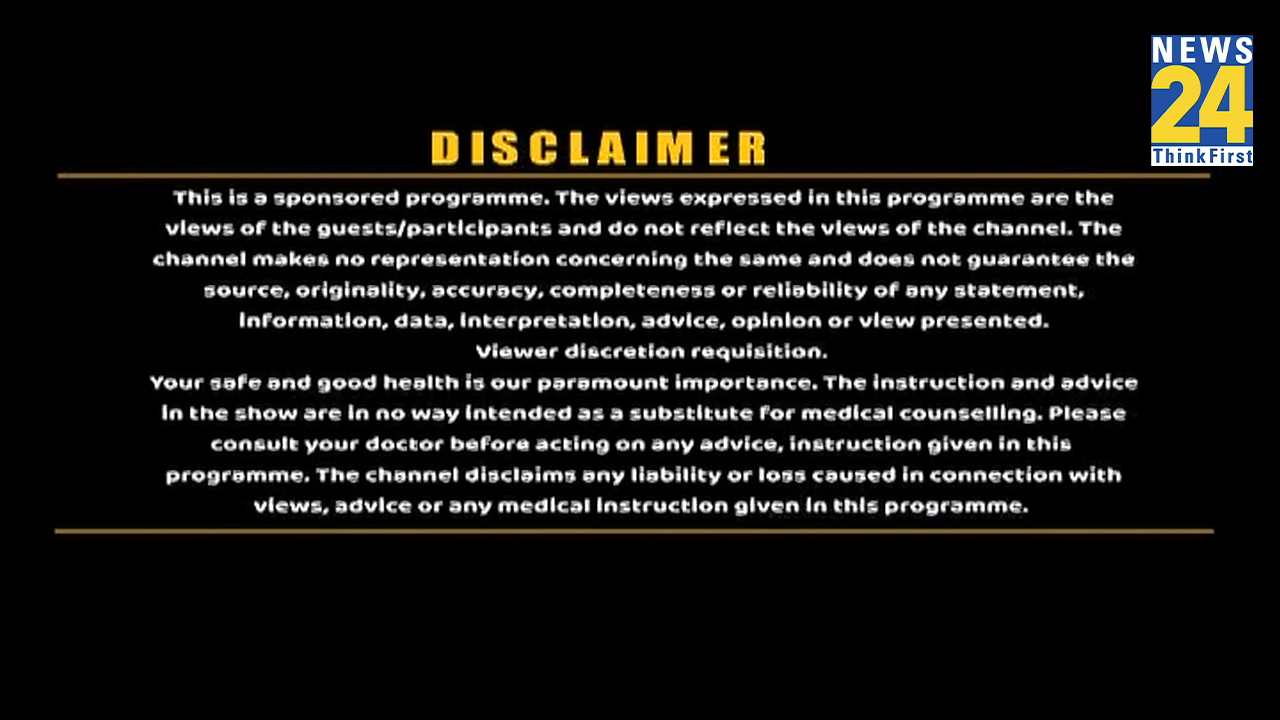 NEWS
24
ThinkFirst
DISCLAIMER
This is a sponsored programme. The views expressed in this programme are the
views of the guests/participants and do not reflect the views of the channel. The
channel makes no representation concerning the same and does not guarantee the
source, originality, accuracy, completeness or reliability of any statement,
information, data, interpretation, advice, opinion or view presented.
Viewer discretion requisition.
Your safe and good health is our paramount importance. The instruction and advice
in the show are in no way intended as a substitute for medical counselling. Please
consult your doctor before acting on any advice, instruction given in this
programme. The channel disclaims any liability or loss caused in connection with
views, advice or any medical instruction given in this programme.